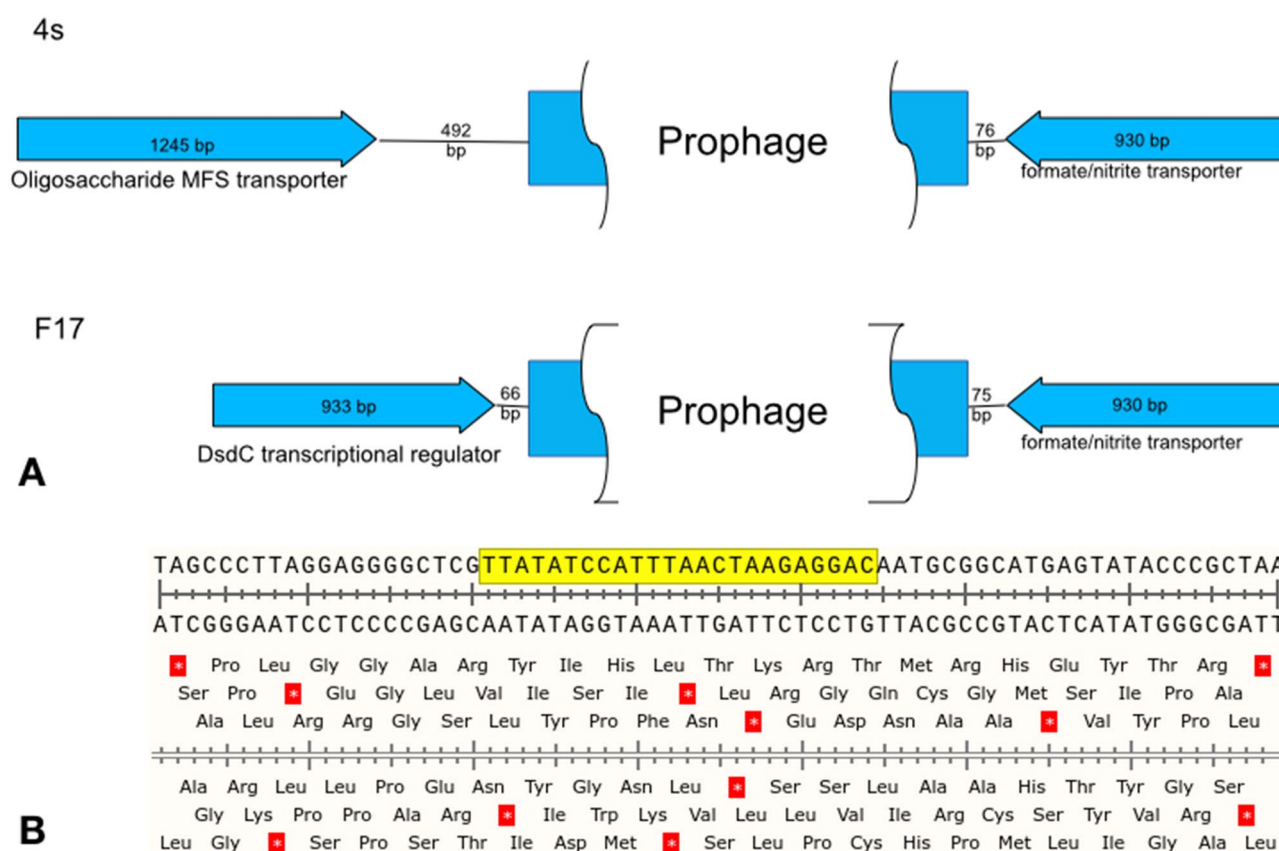 4s
1245 bp
492
bp
Prophage
76
bp
930 bp
Oligosaccharide MFS transporter
formate/nitrite transporter
F17
933 bp
66
bp
Prophage
75
bp
930 bp
DsdC transcriptional regulator
formate/nitrite transporter
A
TAGCCCTTAGGAGGGGCTCGTTATATCCATTTAACTAAGAGGACAATGCGGCATGAGTATACCCGCTAA
ATCGGGAATCCTCCCCGAGCAATATAGGTAAATTGATTCTCCTGTTACGCCGTACTCATATGGGCGATT
* Pro Leu Gly Gly Ala Arg Tyr Ile His Leu Thr Lys Arg Thr Met Arg His Glu Tyr Thr Arg *
Ser Pro * Glu Gly Leu Val Ile Ser Ile * Leu Arg Gly Gln Cys Gly Met Ser Ile Pro Ala
Ala Leu Arg Arg Gly Ser Leu Tyr Pro Phe Asn * Glu Asp Asn Ala Ala * Val Tyr Pro Leu
Ala Arg Leu Leu Pro Glu Asn Tyr Gly Asn Leu * Ser Ser Leu Ala Ala His Thr Tyr Gly Ser
Gly Lys Pro Pro Ala Arg * Ile Trp Lys Val Leu Leu Val Ile Arg Cys Ser Tyr Val Arg *
Leu Gly * Ser Pro Ser Thr Ile Asp Met * Ser Leu Pro Cys His Pro Met Leu Ile Gly Ala Leu
B